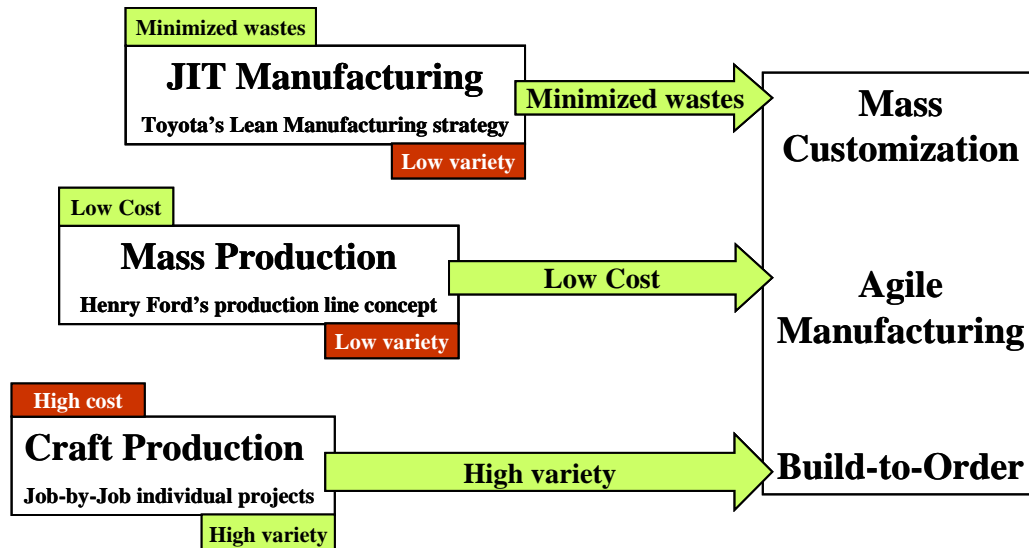 Minimized wastes
JIT Manufacturing
Toyota’s Lean Manufacturing strategy
Low variety
Minimized wastes
Low Cost
Mass Production
Henry Ford’s production line concept
Low variety
Low Cost
High cost
Craft Production
Job-by-Job individual projects
High variety
High variety
Mass
Customization
Agile
Manufacturing
Build-to-Order